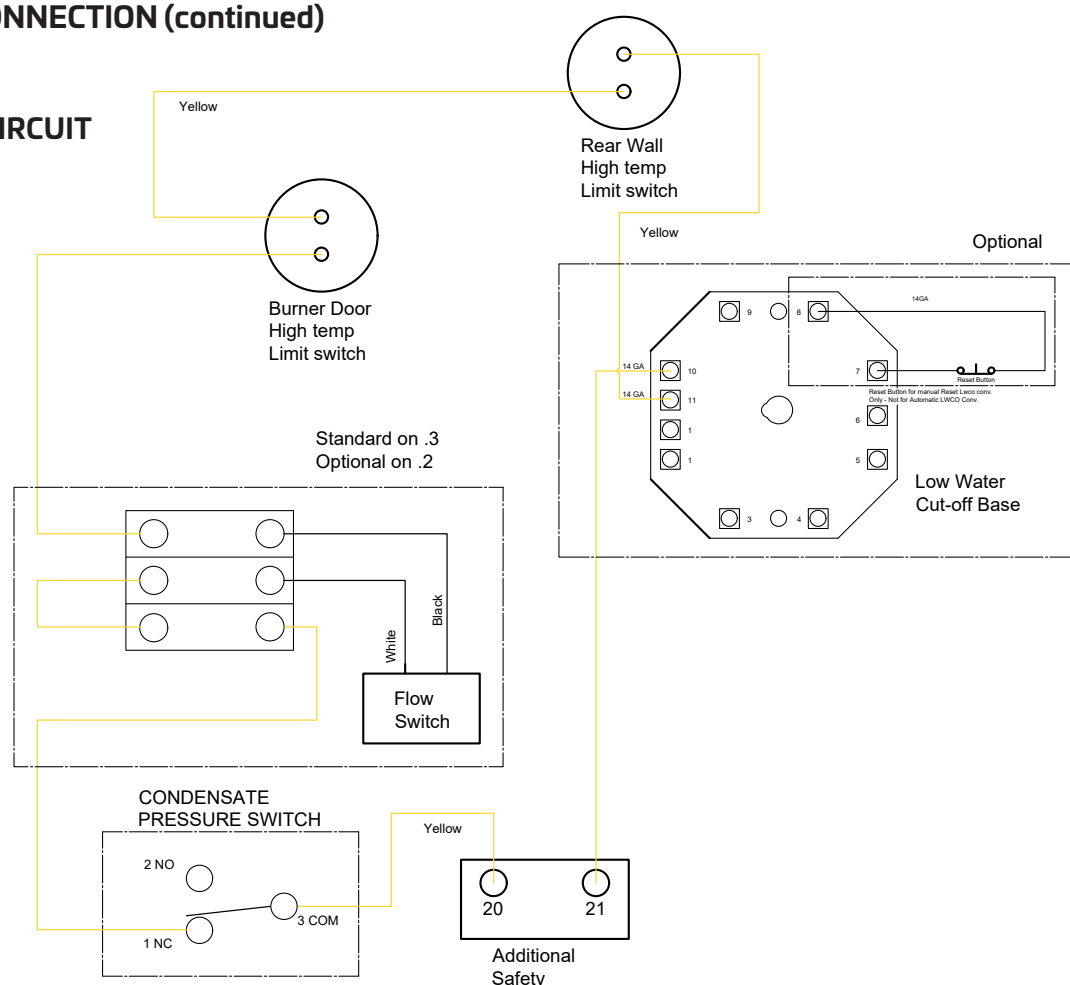 ONNECTION (continued)
IRCUIT
Yellow
Rear Wall
High temp
Limit switch
Yellow
Burner Door
High temp
Limit switch
Optional
14GA
9
8
14 GA
10
7
Reset Button
14 GA
11
Reset Button for manual Reset Lwco conv.
Only - Not for Automatic LWCO Conv.
1
6
1
5
3
4
Low Water
Cut-off Base
Standard on .3
Optional on .2
White
Black
Flow
Switch
CONDENSATE
PRESSURE SWITCH
2 NO
3 COM
1 NC
Yellow
20
21
Additional
Safety